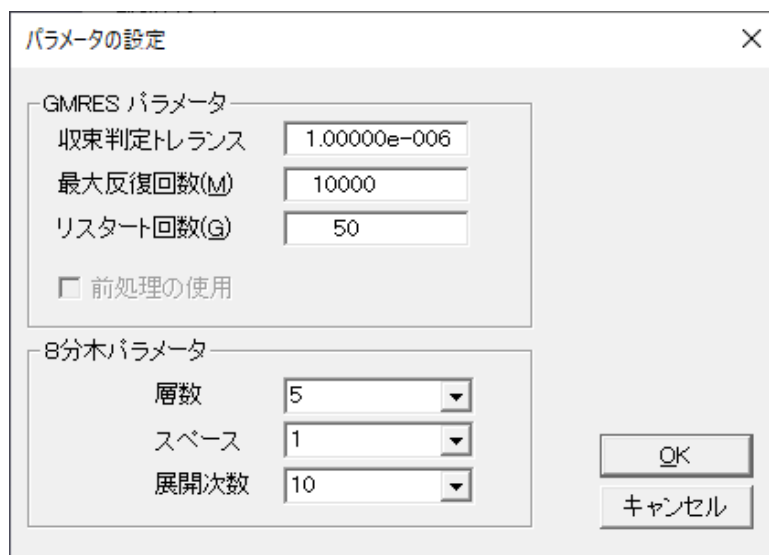 パラメータの設定
GMRES パラメータ
収束判定トレランス 1.00000e-006
最大反復回数(M) 10000
リスタート回数(G) 50
前処理の使用
8分木パラメータ
層数 5
スペース 1
展開次数 10
OK
キャンセル